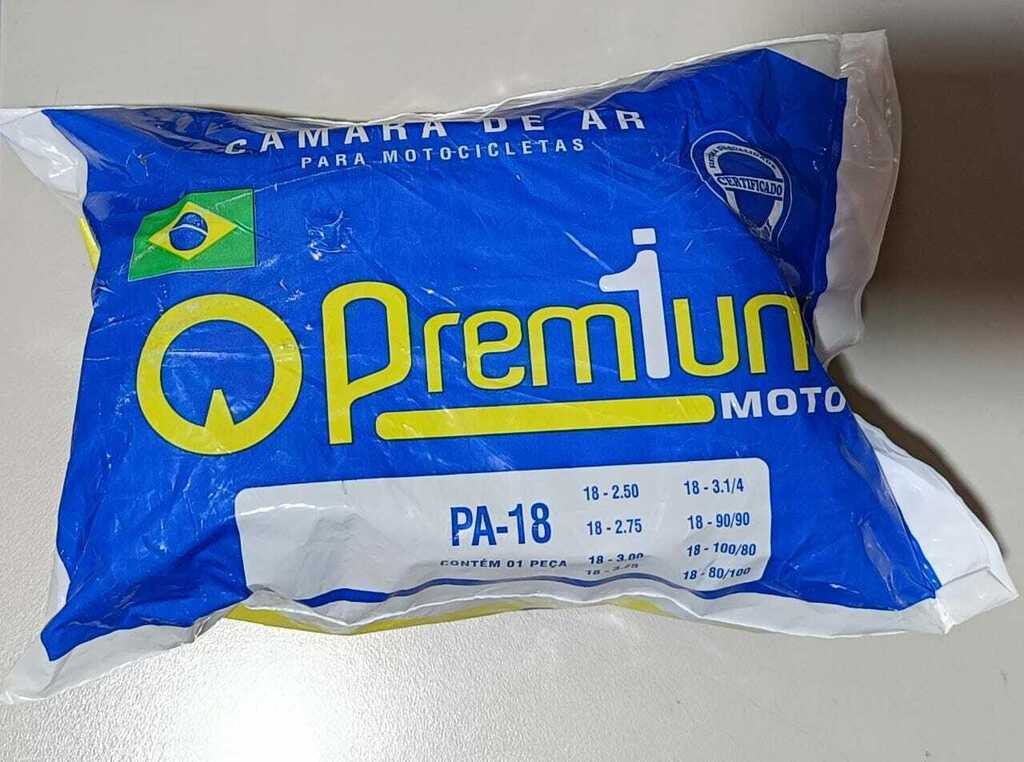 CAMARA DE AR
PARA MOTOCICLETAS
CERTIFICADO
Prem1um
MOTO
PA-18
CONTÉM 01 PEÇA
18 - 2.50
18 - 2.75
18 - 3.00
18 - 3.1/4
18 - 90/90
18 - 100/80
18 - 80/100